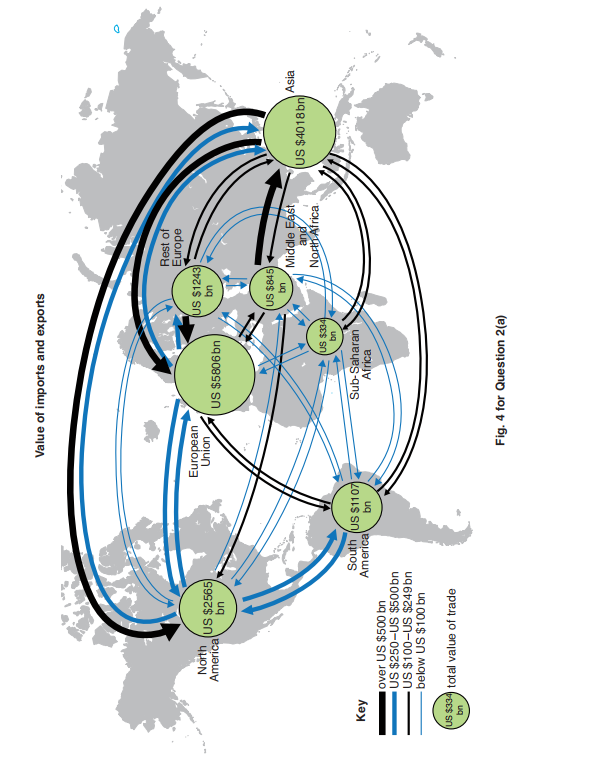 Value of imports and exports
Asia
US $4018 bn
Rest of
Europe
US $1243
bn
Middle East
and
North Africa
US $845
bn
US $5806 bn
European
Union
US $334
bn
Sub-Saharan
Africa
US $1107
bn
South
America
US $2565
bn
North
America
Key
over US $500 bn
US $250–US $500 bn
US $100–US $249 bn
below US $100 bn
US $334
bn
total value of trade
Fig. 4 for Question 2(a)